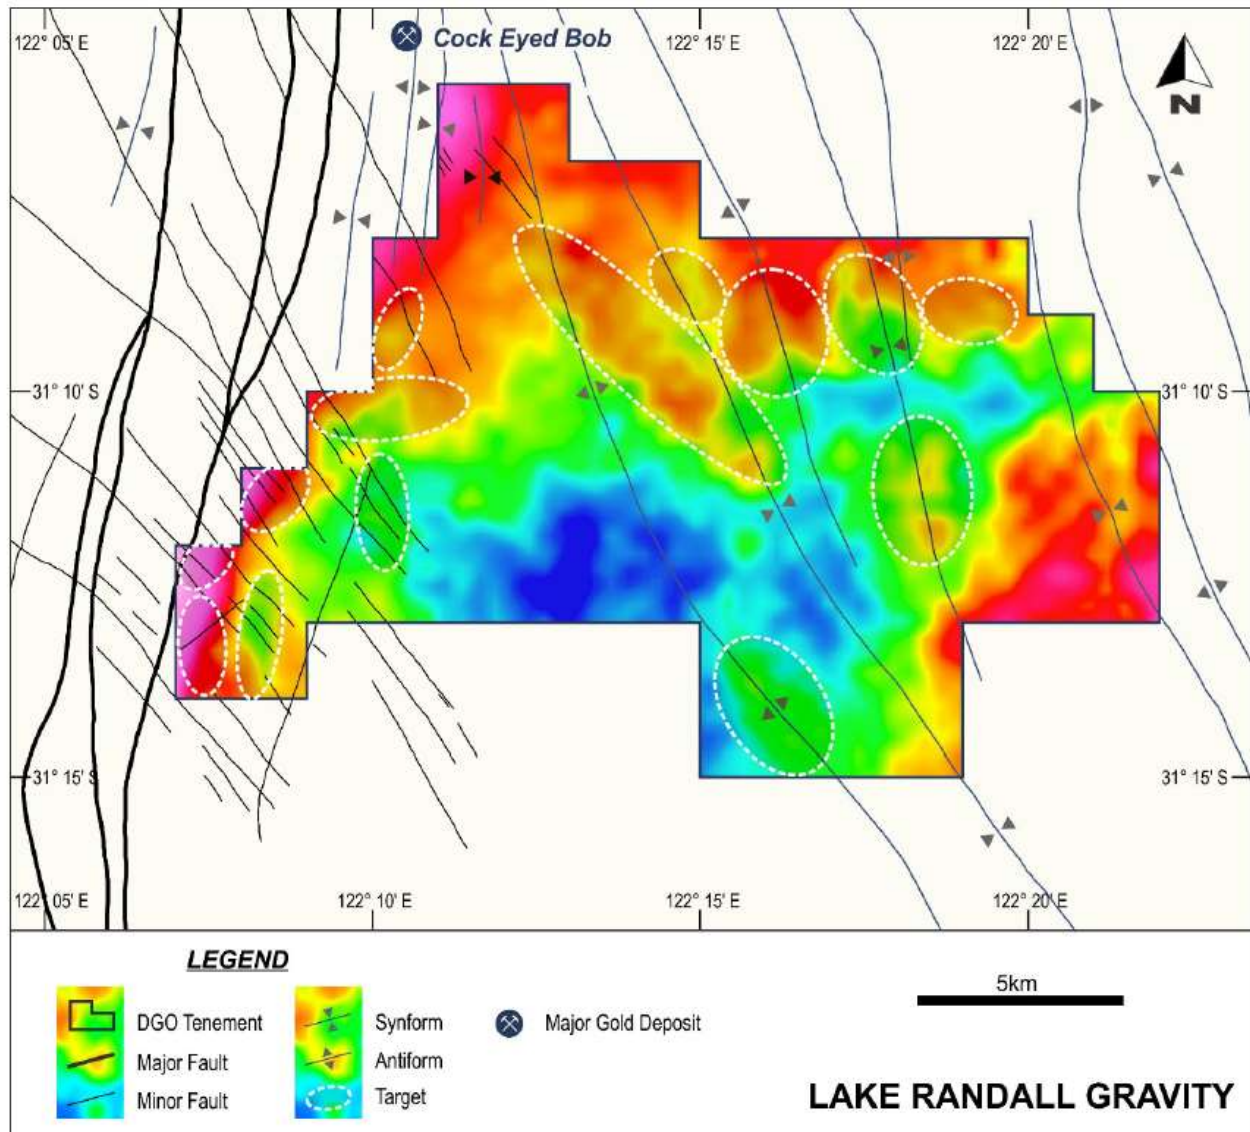 122° 05' E
Cock Eyed Bob
122° 15' E
122° 20' E
N
31° 10' S
31° 10' S
31° 15' S
31° 15' S
122° 05' E
122° 10' E
122° 15' E
122° 20' E
LEGEND
DGO Tenement
Major Fault
Minor Fault
Synform
Antiform
Target
Major Gold Deposit
5km
LAKE RANDALL GRAVITY